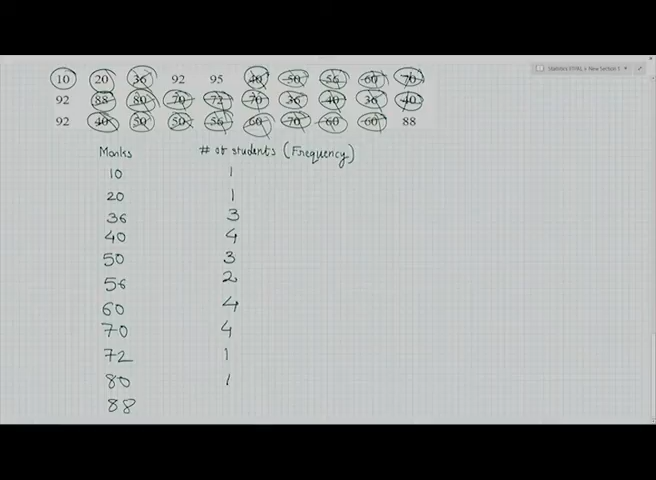 10 20 36 92 95 40 50 56 60 70
92 88 80 70 72 70 36 40 36 40
92 40 50 50 56 60 70 60 60 88
Marks # of students (Frequency)
10 1
20 1
36 3
40 4
50 3
56 2
60 4
70 4
72 1
80 1
88